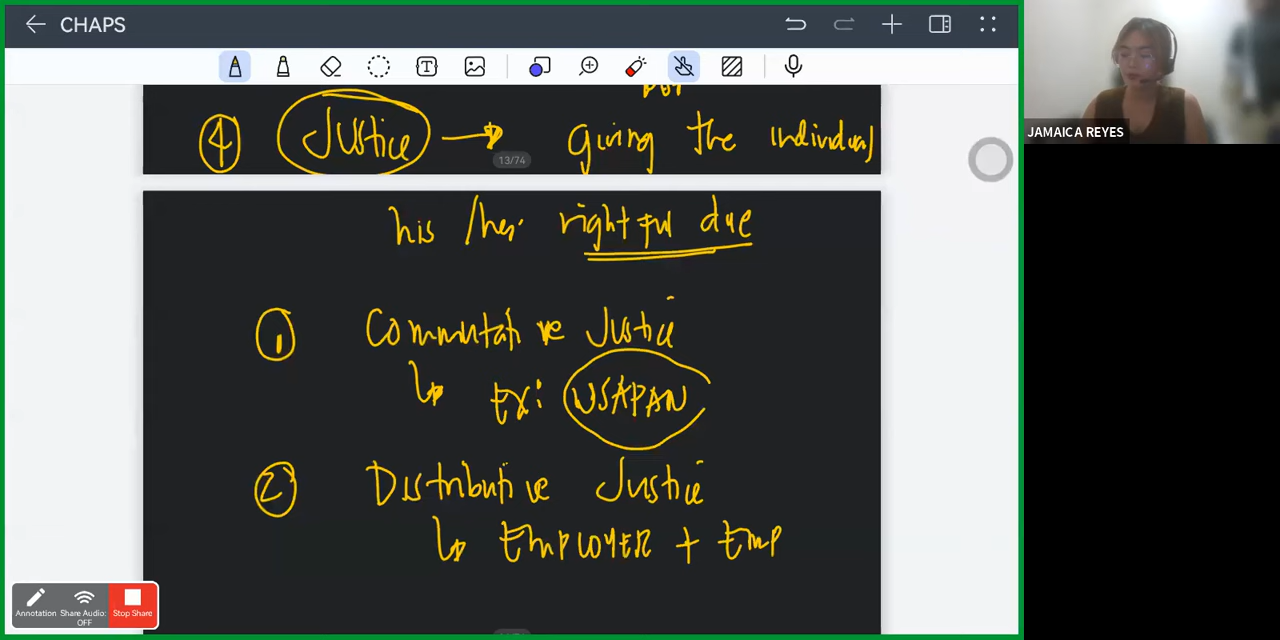 CHAPS
JAMAICA REYES
4 Justice → giving the individual
13/74
his/her rightful due
1 Commutative Justice
↳ Ex: USAPAN
2 Distributive Justice
↳ EMPLOYER + EMP
Annotation
Share Audio: OFF
Stop Share